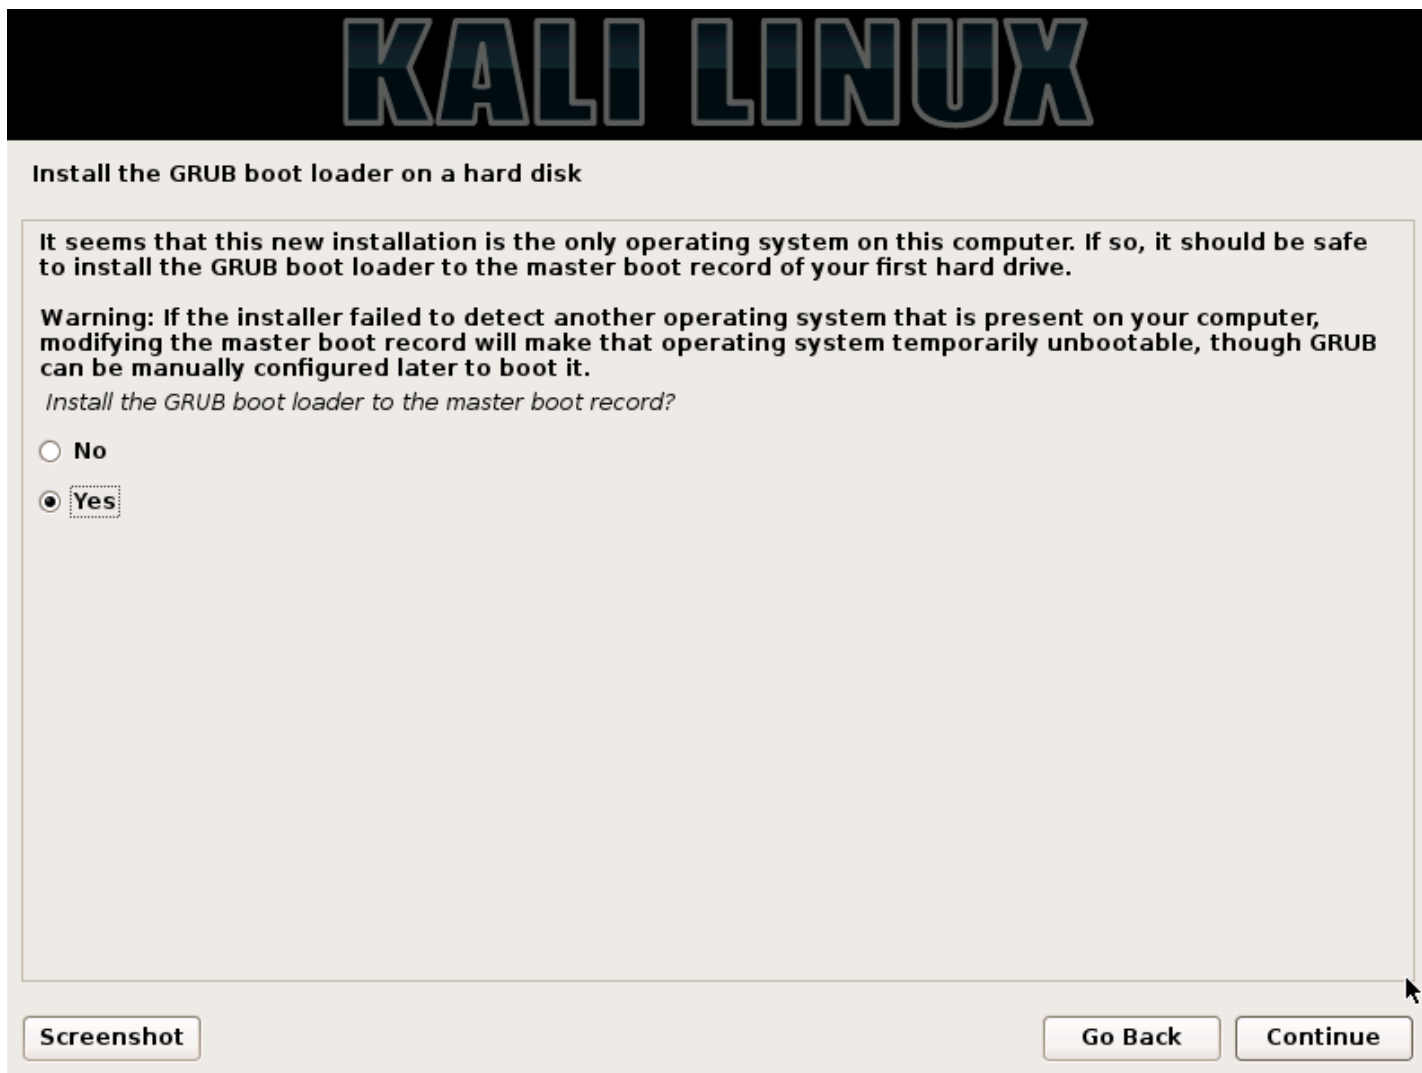 KALI LINUX
Install the GRUB boot loader on a hard disk
It seems that this new installation is the only operating system on this computer. If so, it should be safe
to install the GRUB boot loader to the master boot record of your first hard drive.
Warning: If the installer failed to detect another operating system that is present on your computer,
modifying the master boot record will make that operating system temporarily unbootable, though GRUB
can be manually configured later to boot it.
Install the GRUB boot loader to the master boot record?
No
Yes
Screenshot Go Back Continue